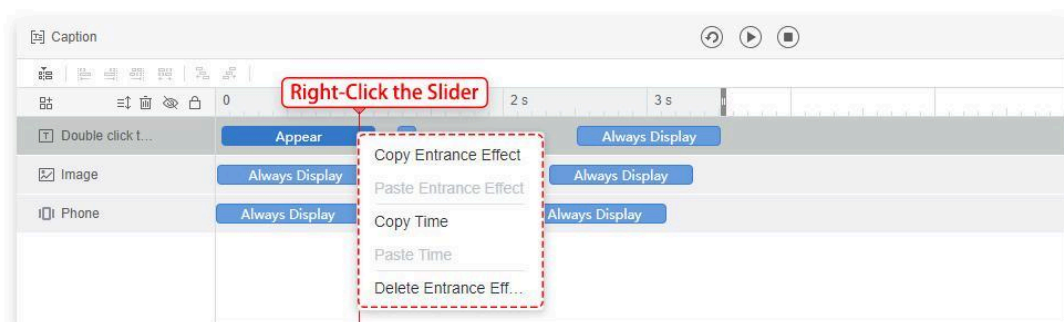 Caption
0
Right-Click the Slider
2 s
3 s
Double click t...
Appear
Always Display
Image
Always Display
Always Display
Phone
Always Display
Always Display
Copy Entrance Effect
Paste Entrance Effect
Copy Time
Paste Time
Delete Entrance Eff...